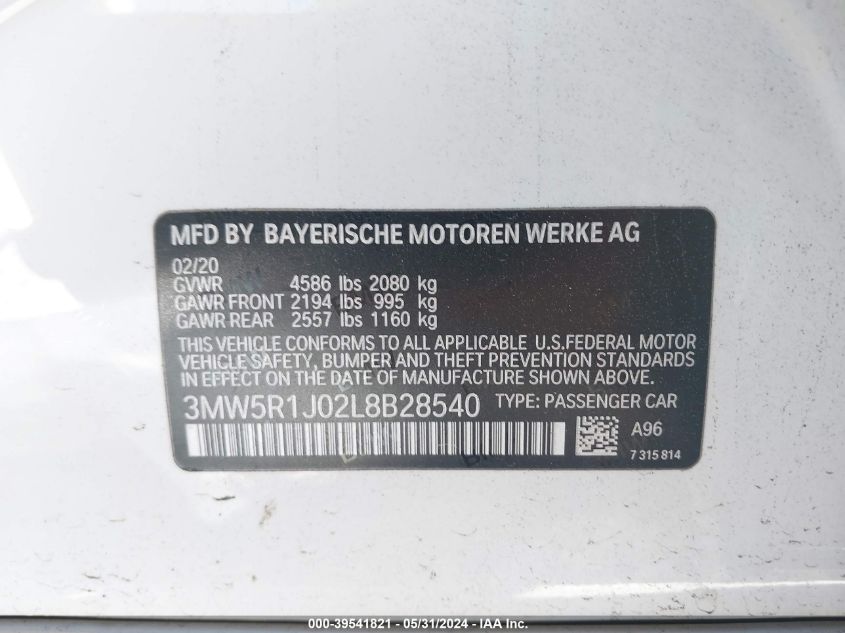 MFD BY BAYERISCHE MOTOREN WERKE AG
02/20
GVWR 4586 lbs 2080 kg
GAWR FRONT 2194 lbs 995 kg
GAWR REAR 2557 lbs 1160 kg
THIS VEHICLE CONFORMS TO ALL APPLICABLE U.S.FEDERAL MOTOR
VEHICLE SAFETY, BUMPER AND THEFT PREVENTION STANDARDS
IN EFFECT ON THE DATE OF MANUFACTURE SHOWN ABOVE.
3MW5R1J02L8B28540 TYPE: PASSENGER CAR
A96
7 315 814
000-39541821 - 05/31/2024 - IAA Inc.